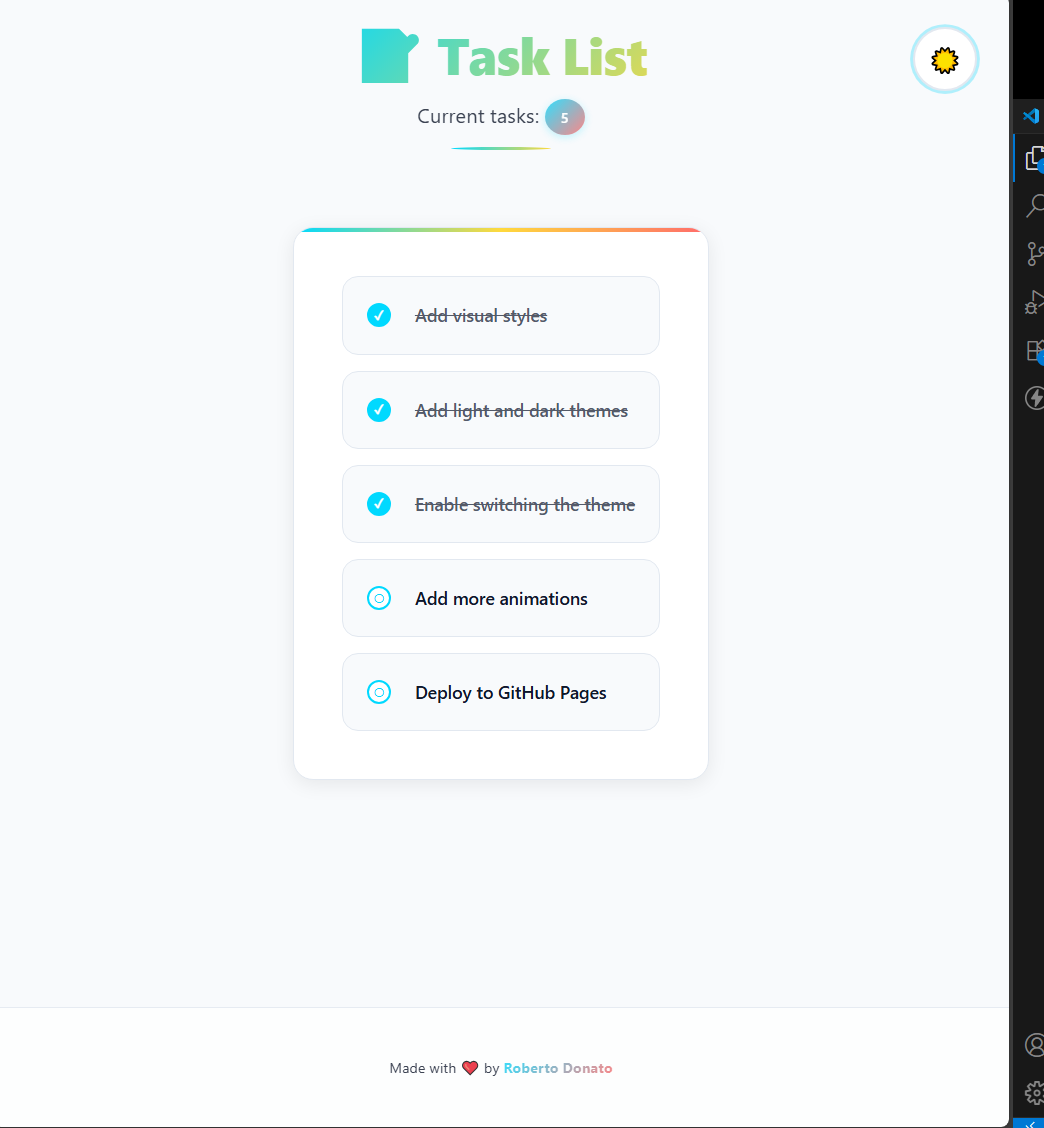 Task List
Current tasks: 5
Add visual styles
Add light and dark themes
Enable switching the theme
Add more animations
Deploy to GitHub Pages
Made with ❤️ by Roberto Donato